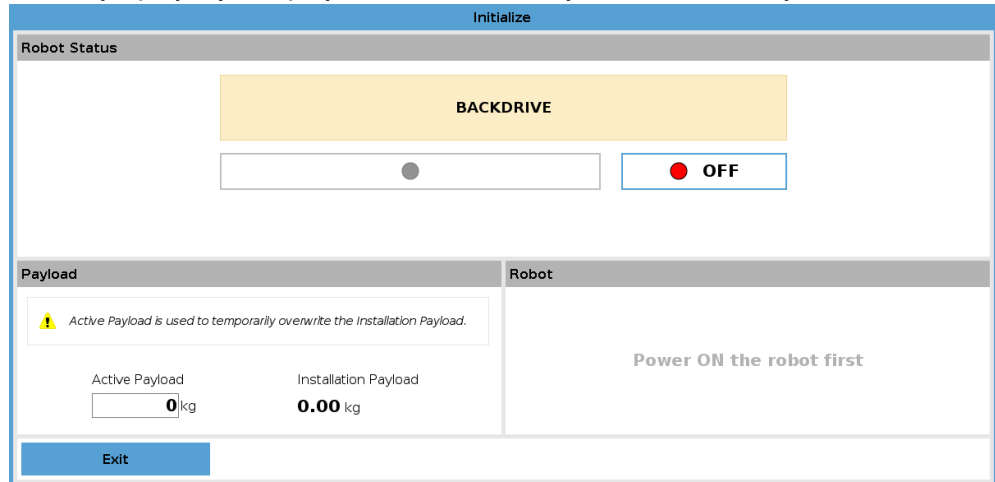 Initialize
Robot Status
BACKDRIVE
OFF
Payload
Active Payload is used to temporarily overwrite the Installation Payload.
Active Payload
Installation Payload
0 kg
0.00 kg
Robot
Power ON the robot first
Exit